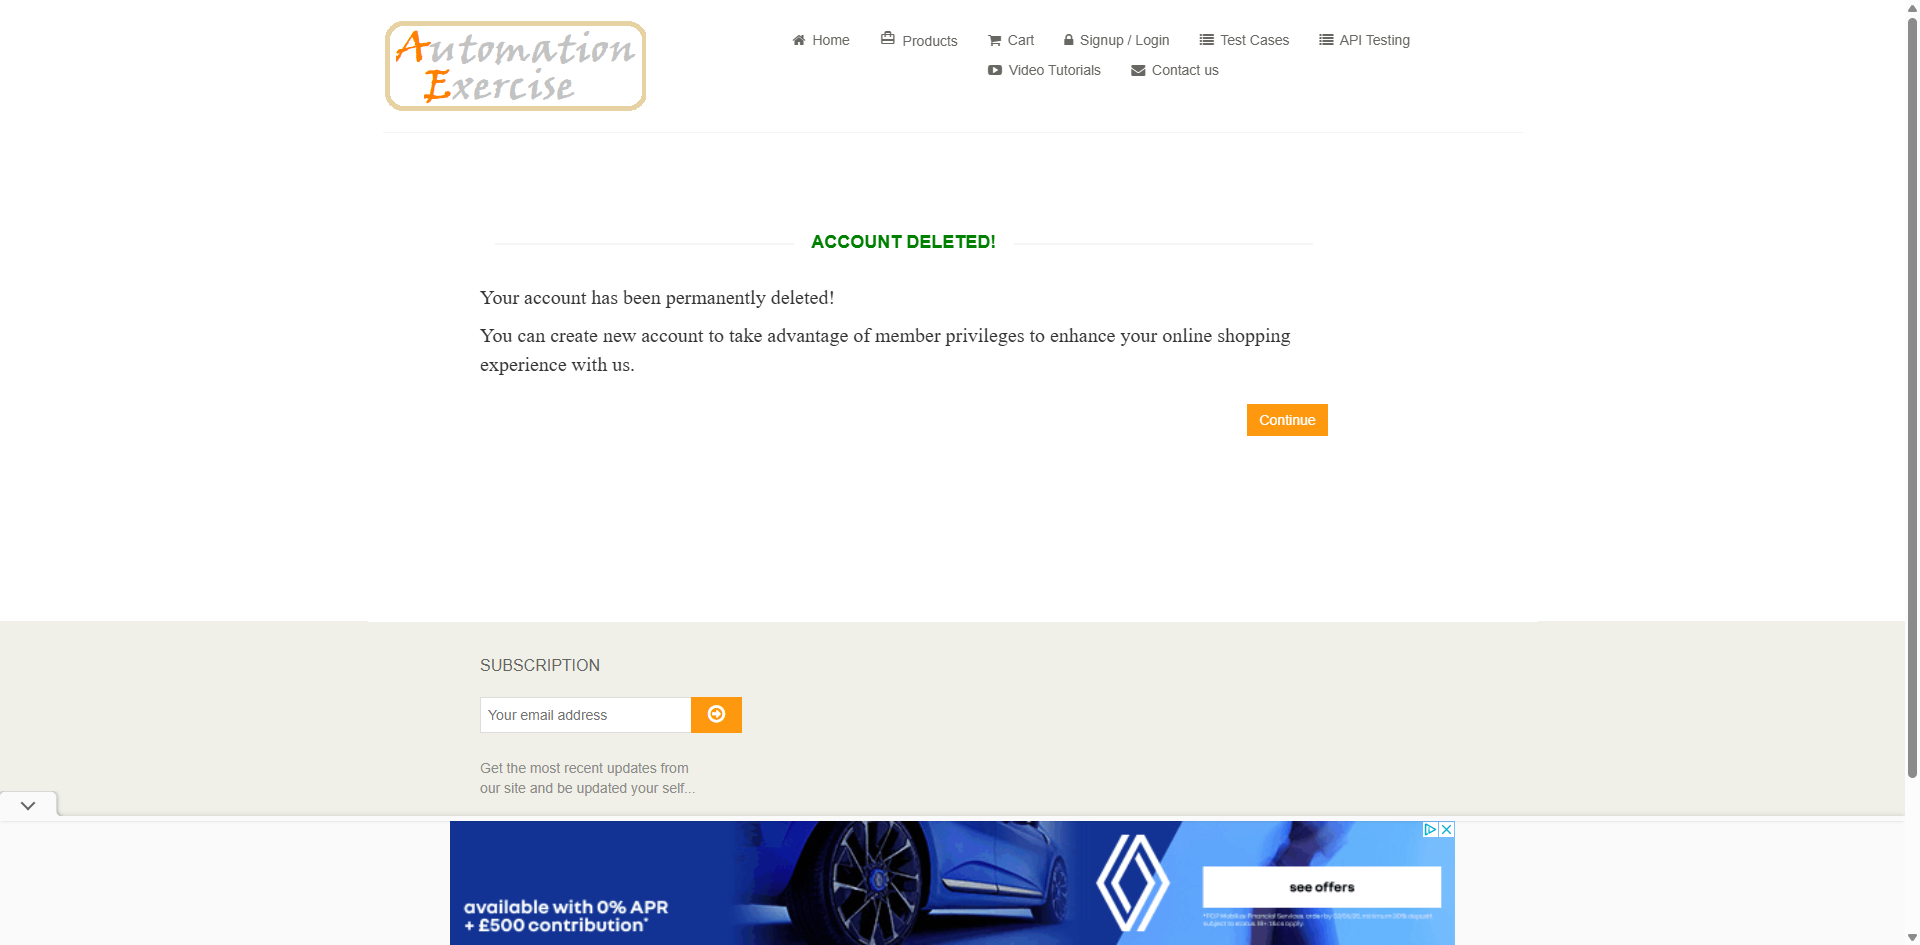 Automation
Exercise
Home
Products
Cart
Signup / Login
Test Cases
API Testing
Video Tutorials
Contact us
ACCOUNT DELETED!
Your account has been permanently deleted!
You can create new account to take advantage of member privileges to enhance your online shopping
experience with us.
Continue
SUBSCRIPTION
Your email address
Get the most recent updates from
our site and be updated your self...
available with 0% APR
+ £500 contribution*
see offers